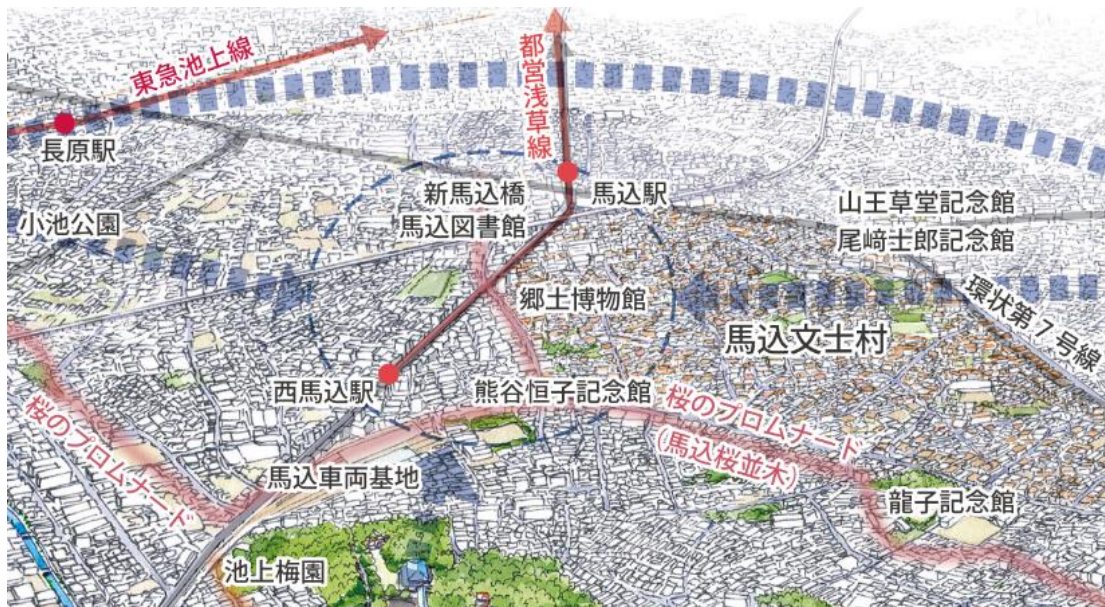 東急池上線
都営浅草線
長原駅
新馬込橋
馬込駅
山王草堂記念館
小池公園
馬込図書館
尾﨑士郎記念館
環状第7号線
郷土博物館
馬込文士村
西馬込駅
熊谷恒子記念館
桜のプロムナード
(馬込桜並木)
桜のプロムナード
馬込車両基地
龍子記念館
池上梅園